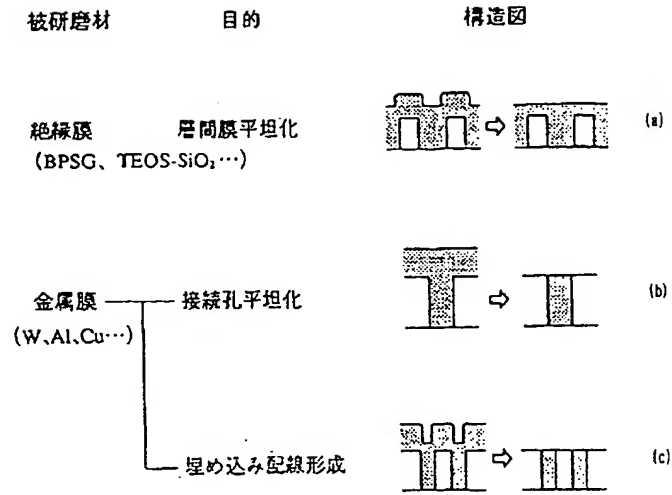 被研磨材 目的 構造図
絶縁膜 層間膜平坦化 (a)
(BPSG、TEOS-SiO₂…)
金属膜 接続孔平坦化 (b)
(W、Al、Cu…)
埋め込み配線形成 (c)